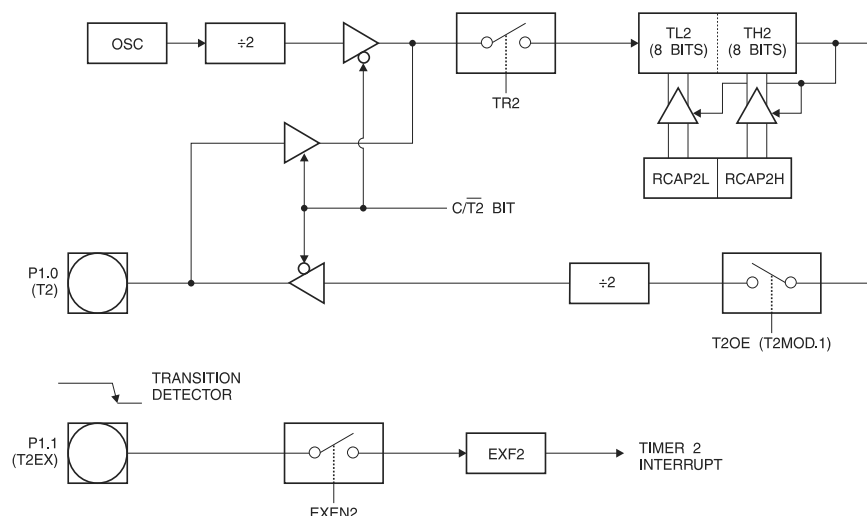 OSC
÷2
TR2
TL2
(8 BITS)
TH2
(8 BITS)
RCAP2L
RCAP2H
C/T̅2̅ BIT
P1.0
(T2)
÷2
T2OE (T2MOD.1)
TRANSITION
DETECTOR
P1.1
(T2EX)
EXEN2
EXF2
TIMER 2
INTERRUPT